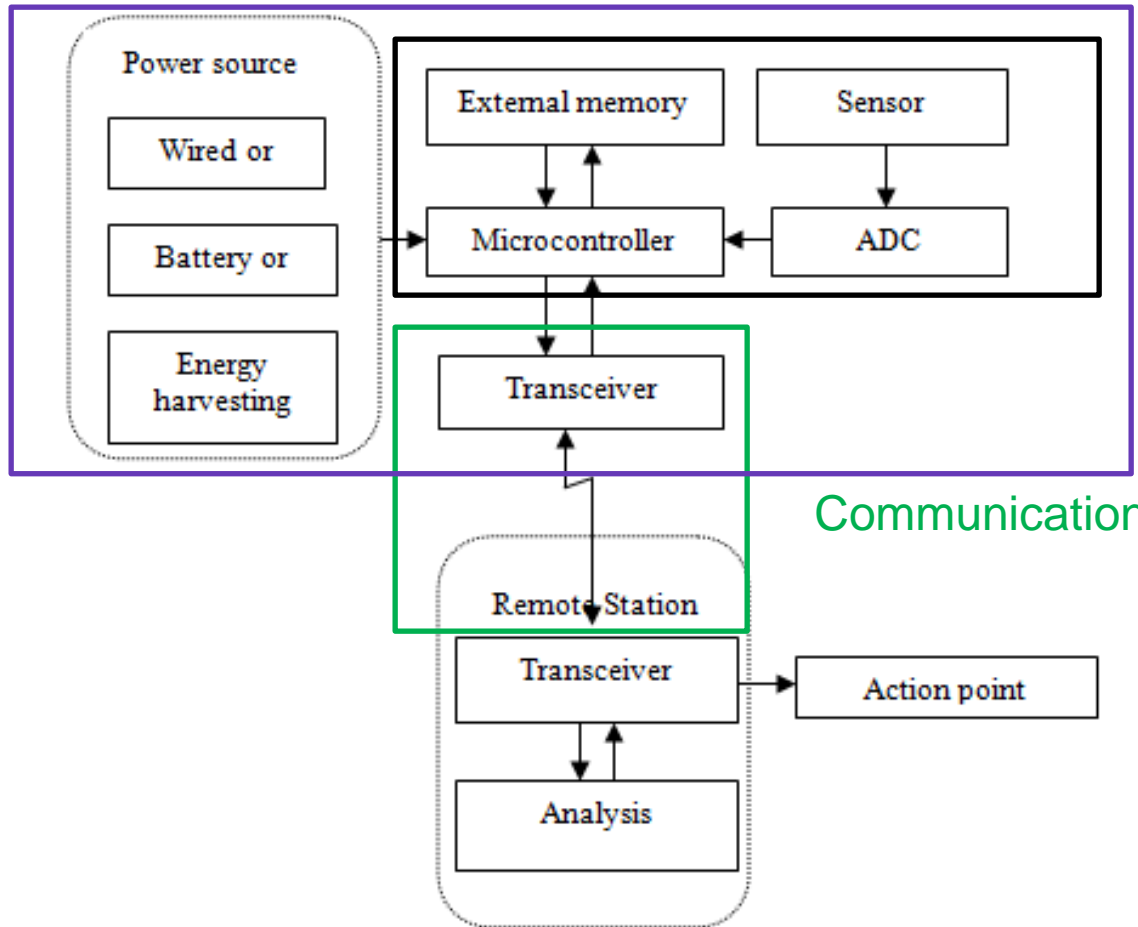 Power source
Wired or
Battery or
Energy
harvesting
External memory
Sensor
Microcontroller
ADC
Transceiver
Communication
Remote Station
Transceiver
Action point
Analysis